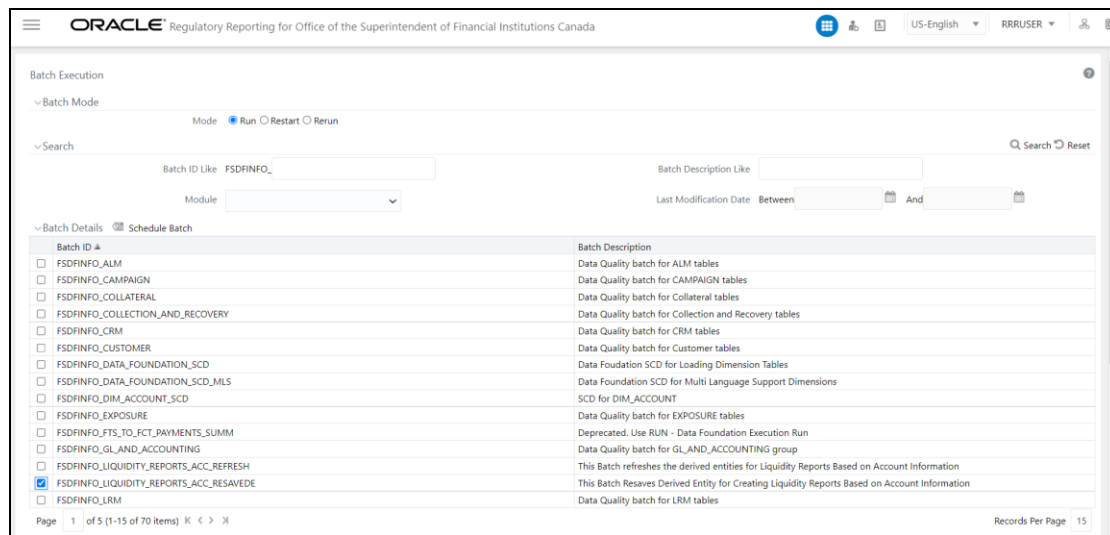 ORACLE Regulatory Reporting for Office of the Superintendent of Financial Institutions Canada US-English RRRUSER
Batch Execution
Batch Mode
Mode Run Restart Rerun
Search Search Reset
Batch ID Like FSDFINFO_ Batch Description Like
Module Last Modification Date Between And
Batch Details Schedule Batch
Batch ID Batch Description
FSDFINFO_ALM Data Quality batch for ALM tables
FSDFINFO_CAMPAIGN Data Quality batch for CAMPAIGN tables
FSDFINFO_COLLATERAL Data Quality batch for Collateral tables
FSDFINFO_COLLECTION_AND_RECOVERY Data Quality batch for Collection and Recovery tables
FSDFINFO_CRM Data Quality batch for CRM tables
FSDFINFO_CUSTOMER Data Quality batch for Customer tables
FSDFINFO_DATA_FOUNDATION_SCD Data Foudation SCD for Loading Dimension Tables
FSDFINFO_DATA_FOUNDATION_SCD_MLS Data Foundation SCD for Multi Language Support Dimensions
FSDFINFO_DIM_ACCOUNT_SCD SCD for DIM_ACCOUNT
FSDFINFO_EXPOSURE Data Quality batch for EXPOSURE tables
FSDFINFO_FTS_TO_FCT_PAYMENTS_SUMM Deprecated. Use RUN - Data Foundation Execution Run
FSDFINFO_GL_AND_ACCOUNTING Data Quality batch for GL_AND_ACCOUNTING group
FSDFINFO_LIQUIDITY_REPORTS_ACC_REFRESH This Batch refreshes the derived entities for Liquidity Reports Based on Account Information
FSDFINFO_LIQUIDITY_REPORTS_ACC_RESAVEDE This Batch Resaves Derived Entity for Creating Liquidity Reports Based on Account Information
FSDFINFO_LRM Data Quality batch for LRM tables
Page 1 of 5 (1-15 of 70 items) Records Per Page 15